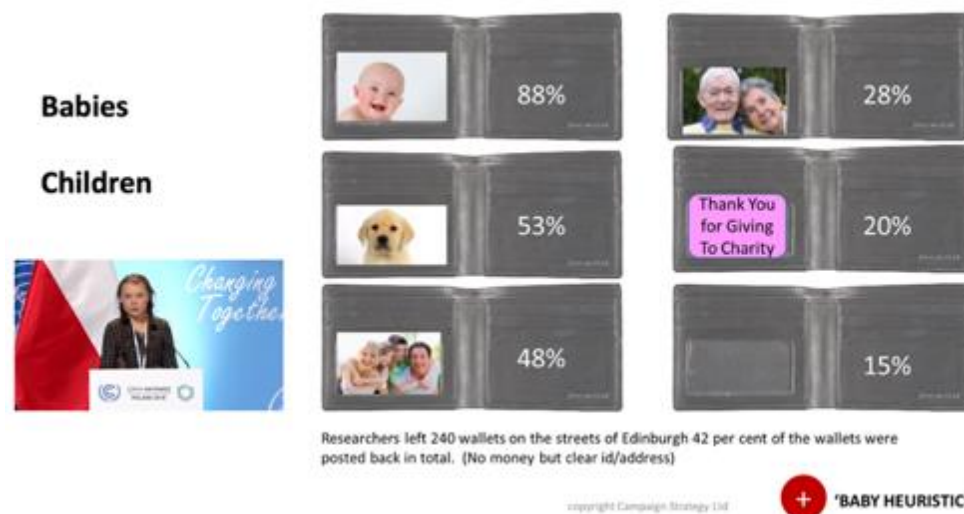 Babies
Children
Changing
Together
88%
28%
53%
Thank You
for Giving
To Charity
20%
48%
15%
Researchers left 240 wallets on the streets of Edinburgh 42 per cent of the wallets were
posted back in total. (No money but clear id/address)
copyright Campaign Strategy Ltd
'BABY HEURISTIC